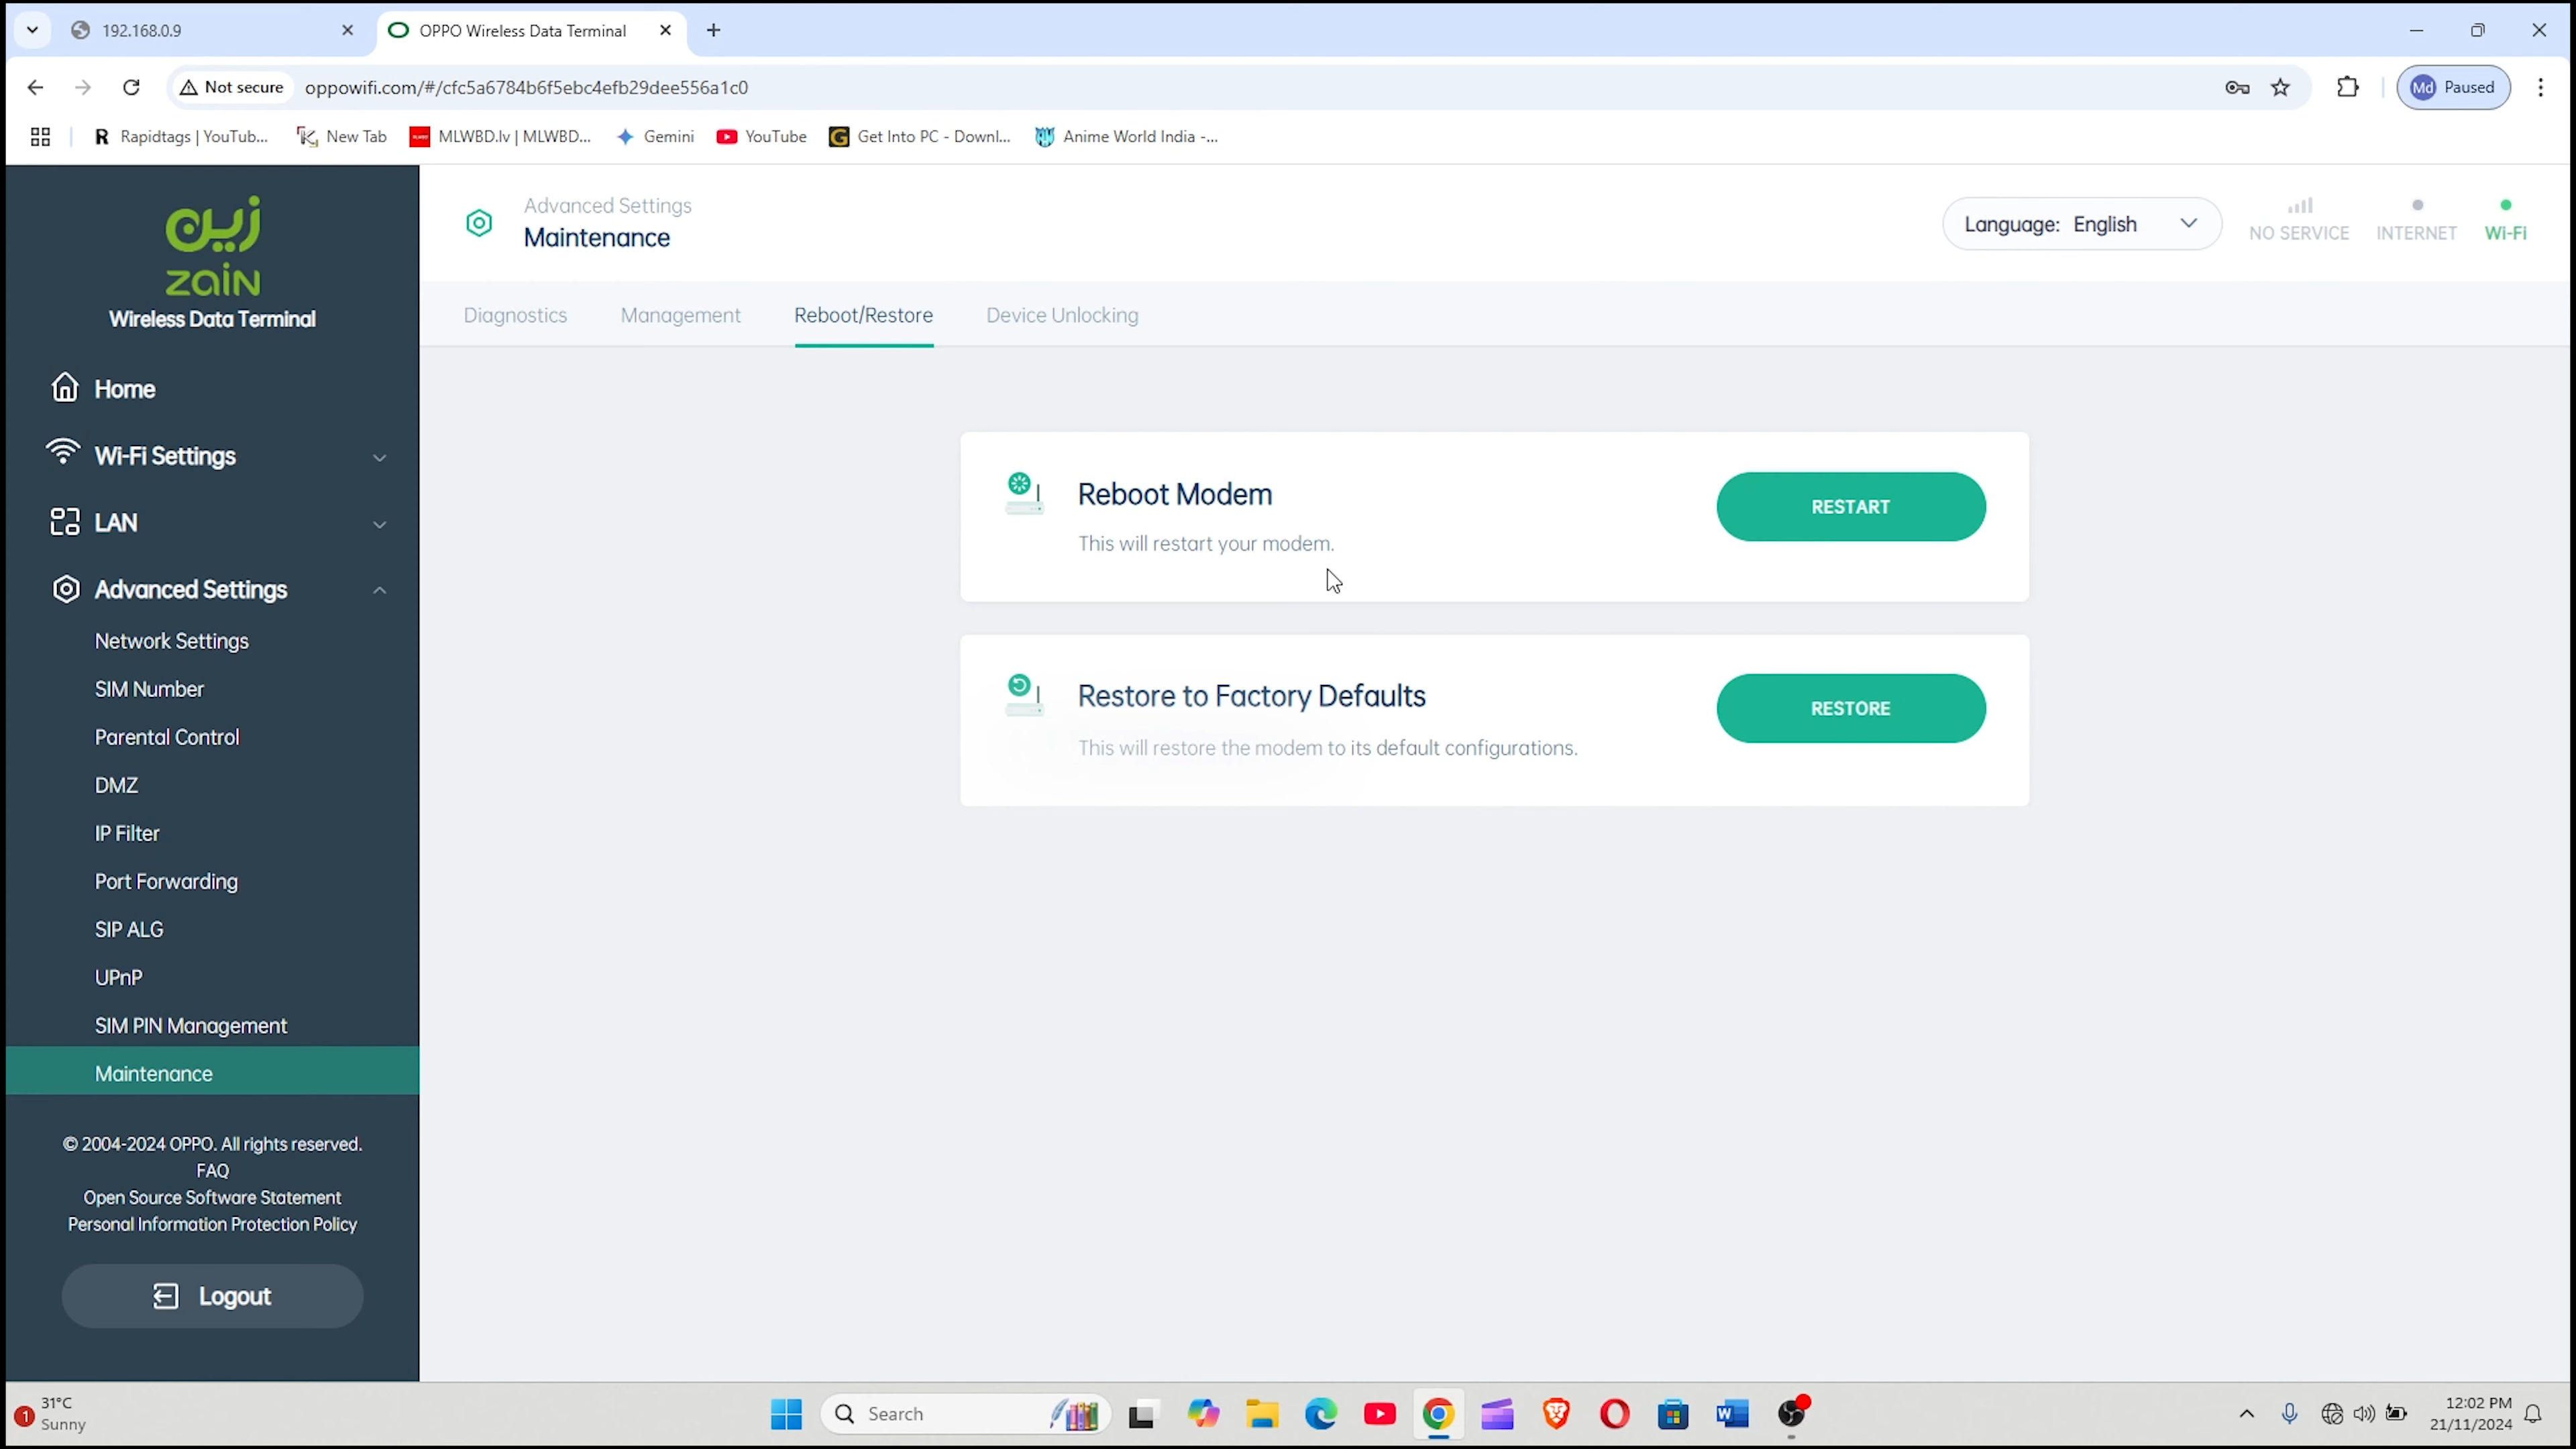 192.168.0.9
OPPO Wireless Data Terminal
Not secure
oppowifi.com/#/cfc5a6784b6f5ebc4efb29dee556a1c0
Md
Paused
R Rapidtags | YouTub...
New Tab
MLWBD.lv | MLWBD...
Gemini
YouTube
Get Into PC - Downl...
Anime World India -...
زين
zain
Wireless Data Terminal
Advanced Settings
Maintenance
Language: English
NO SERVICE
INTERNET
Wi-Fi
Diagnostics
Management
Reboot/Restore
Device Unlocking
Home
Wi-Fi Settings
LAN
Advanced Settings
Network Settings
SIM Number
Parental Control
DMZ
IP Filter
Port Forwarding
SIP ALG
UPnP
SIM PIN Management
Maintenance
© 2004-2024 OPPO. All rights reserved.
FAQ
Open Source Software Statement
Personal Information Protection Policy
Logout
Reboot Modem
This will restart your modem.
RESTART
Restore to Factory Defaults
This will restore the modem to its default configurations.
RESTORE
1
31°C
Sunny
Search
W
12:02 PM
21/11/2024